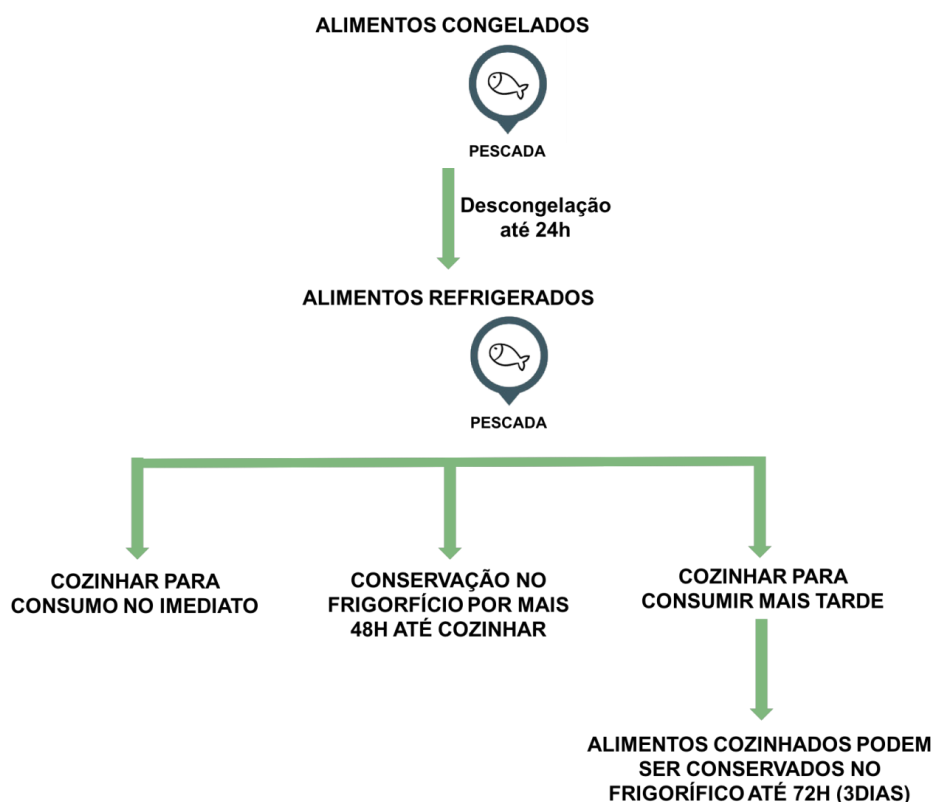 ALIMENTOS CONGELADOS
PESCADA
Descongelação
até 24h
ALIMENTOS REFRIGERADOS
PESCADA
COZINHAR PARA
CONSUMO NO IMEDIATO
CONSERVAÇÃO NO
FRIGORFÍCIO POR MAIS
48H ATÉ COZINHAR
COZINHAR PARA
CONSUMIR MAIS TARDE
ALIMENTOS COZINHADOS PODEM
SER CONSERVADOS NO
FRIGORÍFICO ATÉ 72H (3DIAS)